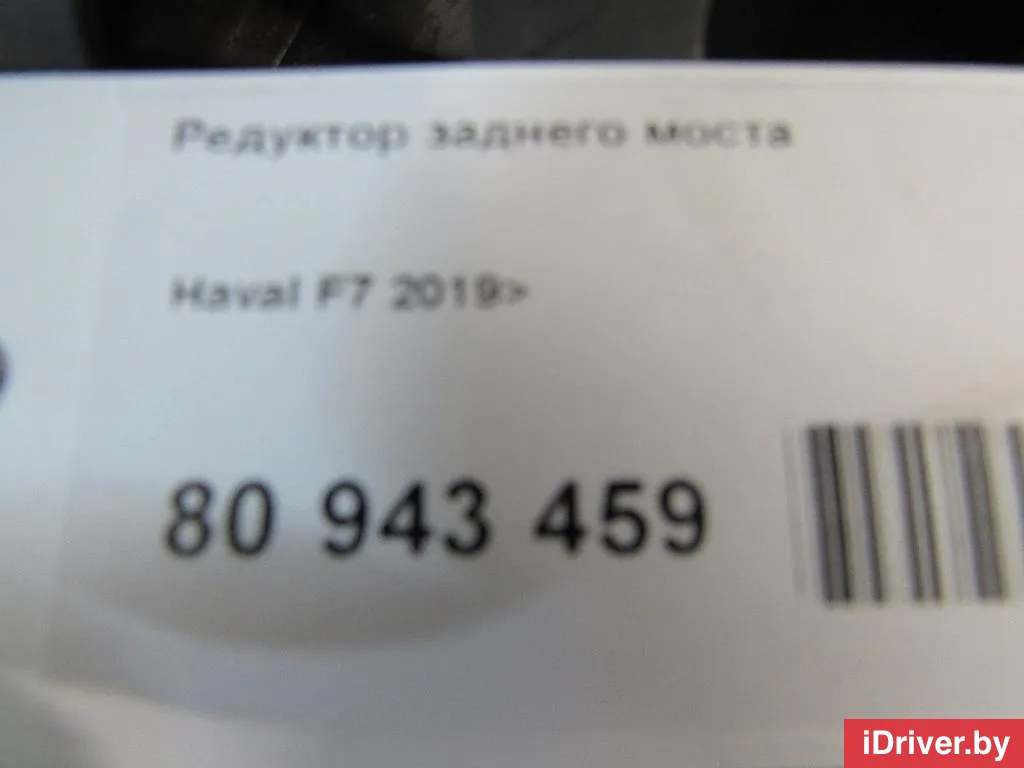 Редуктор заднего моста
Haval F7 2019>
80 943 459
iDriver.by